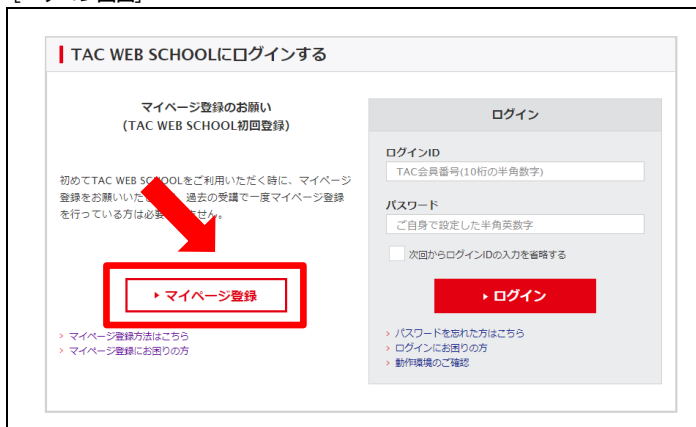 TAC WEB SCHOOLにログインする
マイページ登録のお願い
(TAC WEB SCHOOL初回登録)
初めてTAC WEB SCHOOLをご利用いただく時に、マイページ
登録をお願いいた 過去の受講で一度マイページ登録
を行っている方は必要 せん。
マイページ登録
マイページ登録方法はこちら
マイページ登録にお困りの方
ログイン
ログインID
TAC会員番号(10桁の半角数字)
パスワード
ご自身で設定した半角英数字
次回からログインIDの入力を省略する
ログイン
パスワードを忘れた方はこちら
ログインにお困りの方
動作環境のご確認